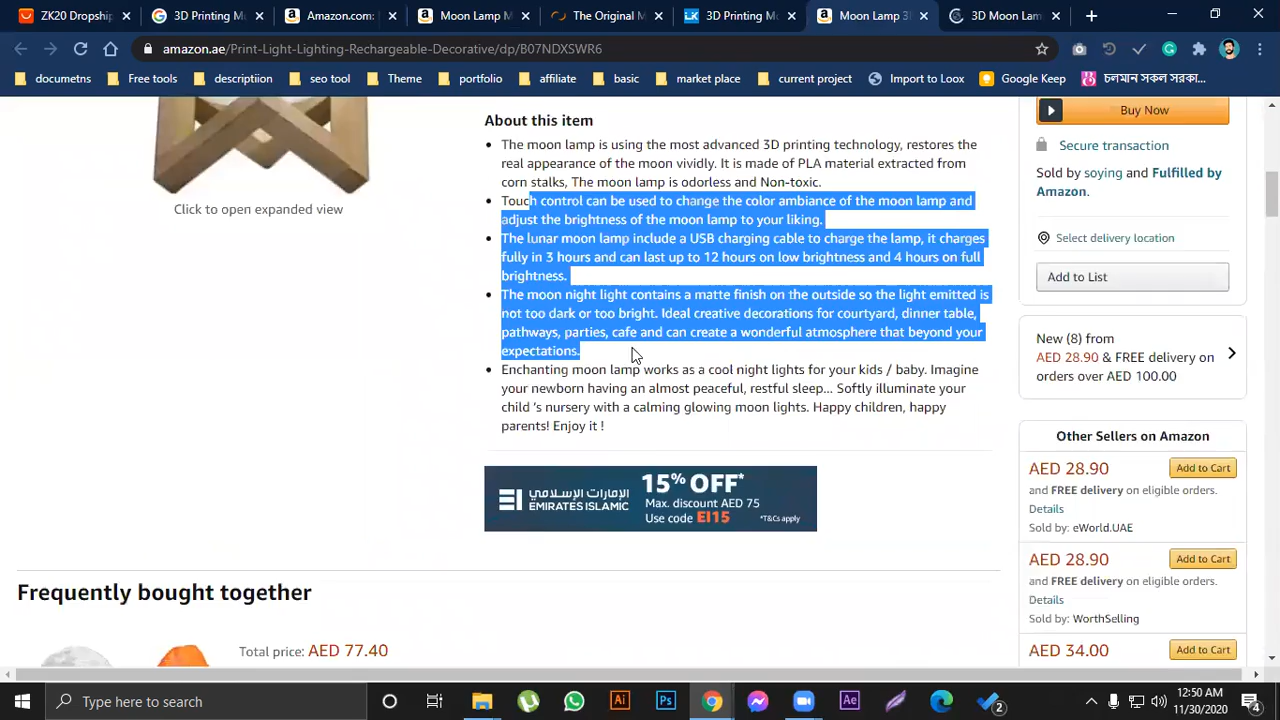 ZK20 Dropship
3D Printing Mo
Amazon.com:
Moon Lamp M
The Original M
3D Printing Mo
Moon Lamp 3D
3D Moon Lam
amazon.ae/Print-Light-Lighting-Rechargeable-Decorative/dp/B07NDXSWR6
documetns
Free tools
description
seo tool
Theme
portfolio
affiliate
basic
market place
current project
Import to Loox
Google Keep
চলমান সকল সরকা...
Click to open expanded view
About this item
The moon lamp is using the most advanced 3D printing technology, restores the
real appearance of the moon vividly. It is made of PLA material extracted from
corn stalks, The moon lamp is odorless and Non-toxic.
Touch control can be used to change the color ambiance of the moon lamp and
adjust the brightness of the moon lamp to your liking.
The lunar moon lamp include a USB charging cable to charge the lamp, it charges
fully in 3 hours and can last up to 12 hours on low brightness and 4 hours on full
brightness.
The moon night light contains a matte finish on the outside so the light emitted is
not too dark or too bright. Ideal creative decorations for courtyard, dinner table,
pathways, parties, cafe and can create a wonderful atmosphere that beyond your
expectations.
Enchanting moon lamp works as a cool night lights for your kids / baby. Imagine
your newborn having an almost peaceful, restful sleep... Softly illuminate your
child 's nursery with a calming glowing moon lights. Happy children, happy
parents! Enjoy it !
الإمارات الإسلامي
EMIRATES ISLAMIC
15% OFF*
Max. discount AED 75
Use code EI15
*T&Cs apply
Frequently bought together
Total price: AED 77.40
Buy Now
Secure transaction
Sold by soying and Fulfilled by
Amazon.
Select delivery location
Add to List
New (8) from
AED 28.90 & FREE delivery on
orders over AED 100.00
Other Sellers on Amazon
AED 28.90
Add to Cart
and FREE delivery on eligible orders.
Details
Sold by: eWorld.UAE
AED 28.90
Add to Cart
and FREE delivery on eligible orders.
Details
Sold by: WorthSelling
AED 34.00
Add to Cart
Type here to search
Ai
Ps
Ae
2
12:50 AM
11/30/2020
4